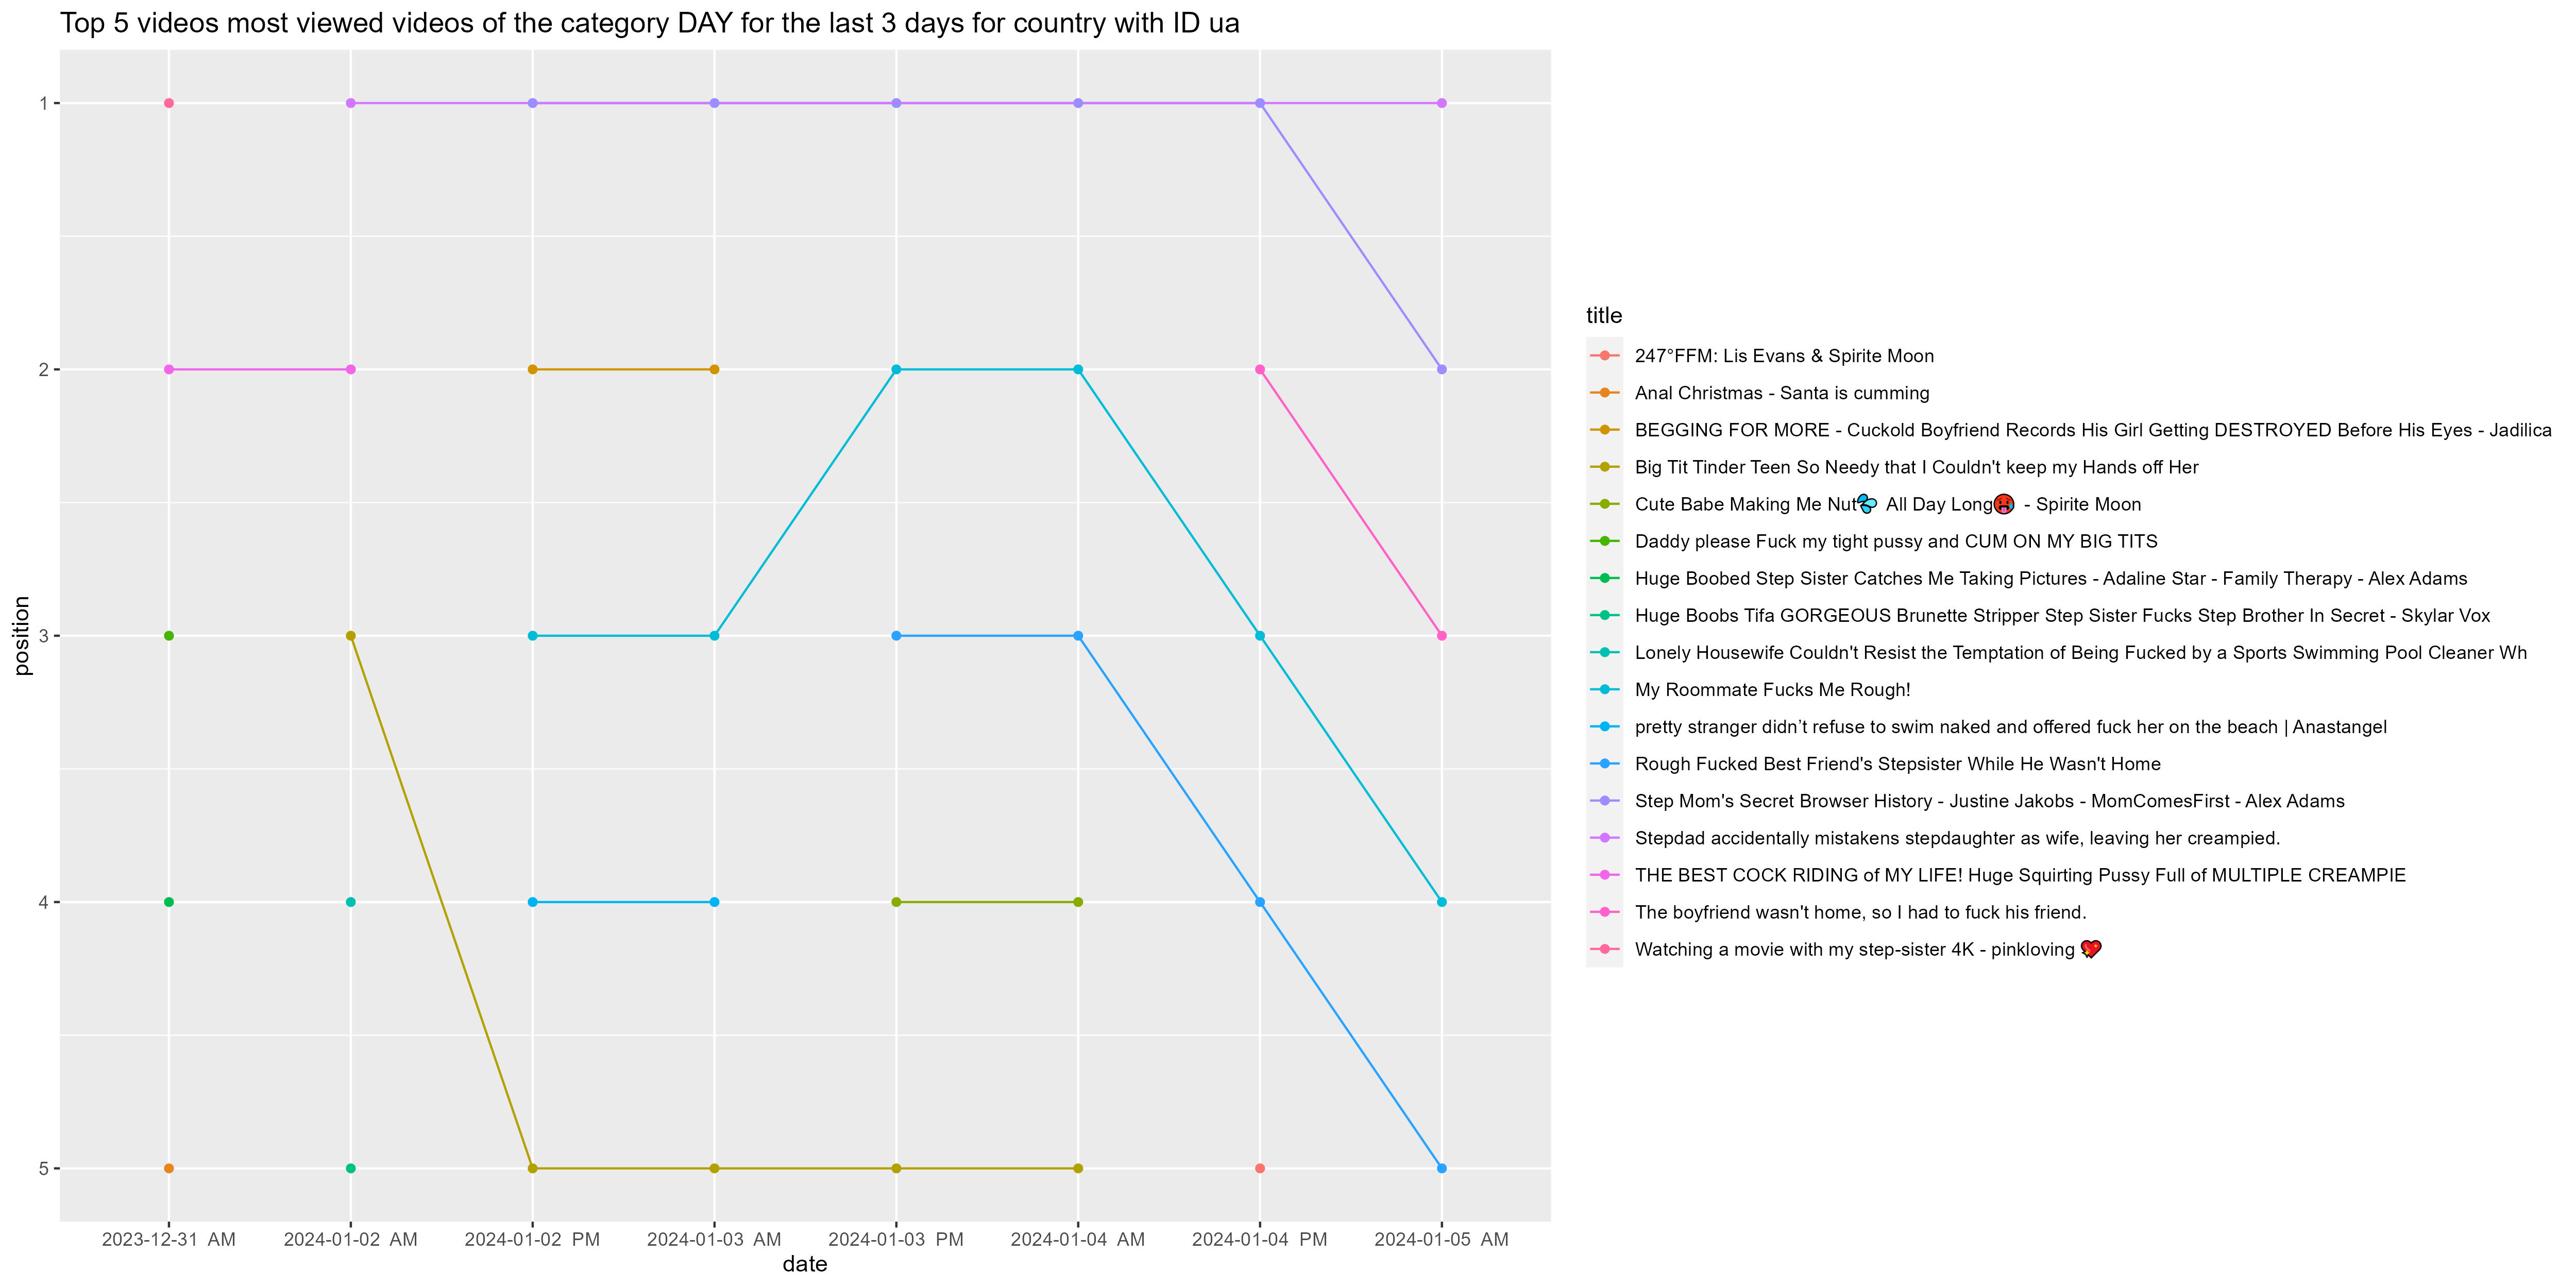 Top 5 videos most viewed videos of the category DAY for the last 3 days for country with ID ua
position
1
2
3
4
5
2023-12-31 AM
2024-01-02 AM
2024-01-02 PM
2024-01-03 AM
2024-01-03 PM
2024-01-04 AM
2024-01-04 PM
2024-01-05 AM
date
title
247°FFM: Lis Evans & Spirite Moon
Anal Christmas - Santa is cumming
BEGGING FOR MORE - Cuckold Boyfriend Records His Girl Getting DESTROYED Before His Eyes - Jadilica
Big Tit Tinder Teen So Needy that I Couldn't keep my Hands off Her
Cute Babe Making Me Nut💦 All Day Long🥵 - Spirite Moon
Daddy please Fuck my tight pussy and CUM ON MY BIG TITS
Huge Boobed Step Sister Catches Me Taking Pictures - Adaline Star - Family Therapy - Alex Adams
Huge Boobs Tifa GORGEOUS Brunette Stripper Step Sister Fucks Step Brother In Secret - Skylar Vox
Lonely Housewife Couldn't Resist the Temptation of Being Fucked by a Sports Swimming Pool Cleaner Wh
My Roommate Fucks Me Rough!
pretty stranger didn’t refuse to swim naked and offered fuck her on the beach | Anastangel
Rough Fucked Best Friend's Stepsister While He Wasn't Home
Step Mom's Secret Browser History - Justine Jakobs - MomComesFirst - Alex Adams
Stepdad accidentally mistakens stepdaughter as wife, leaving her creampied.
THE BEST COCK RIDING of MY LIFE! Huge Squirting Pussy Full of MULTIPLE CREAMPIE
The boyfriend wasn't home, so I had to fuck his friend.
Watching a movie with my step-sister 4K - pinkloving 💖